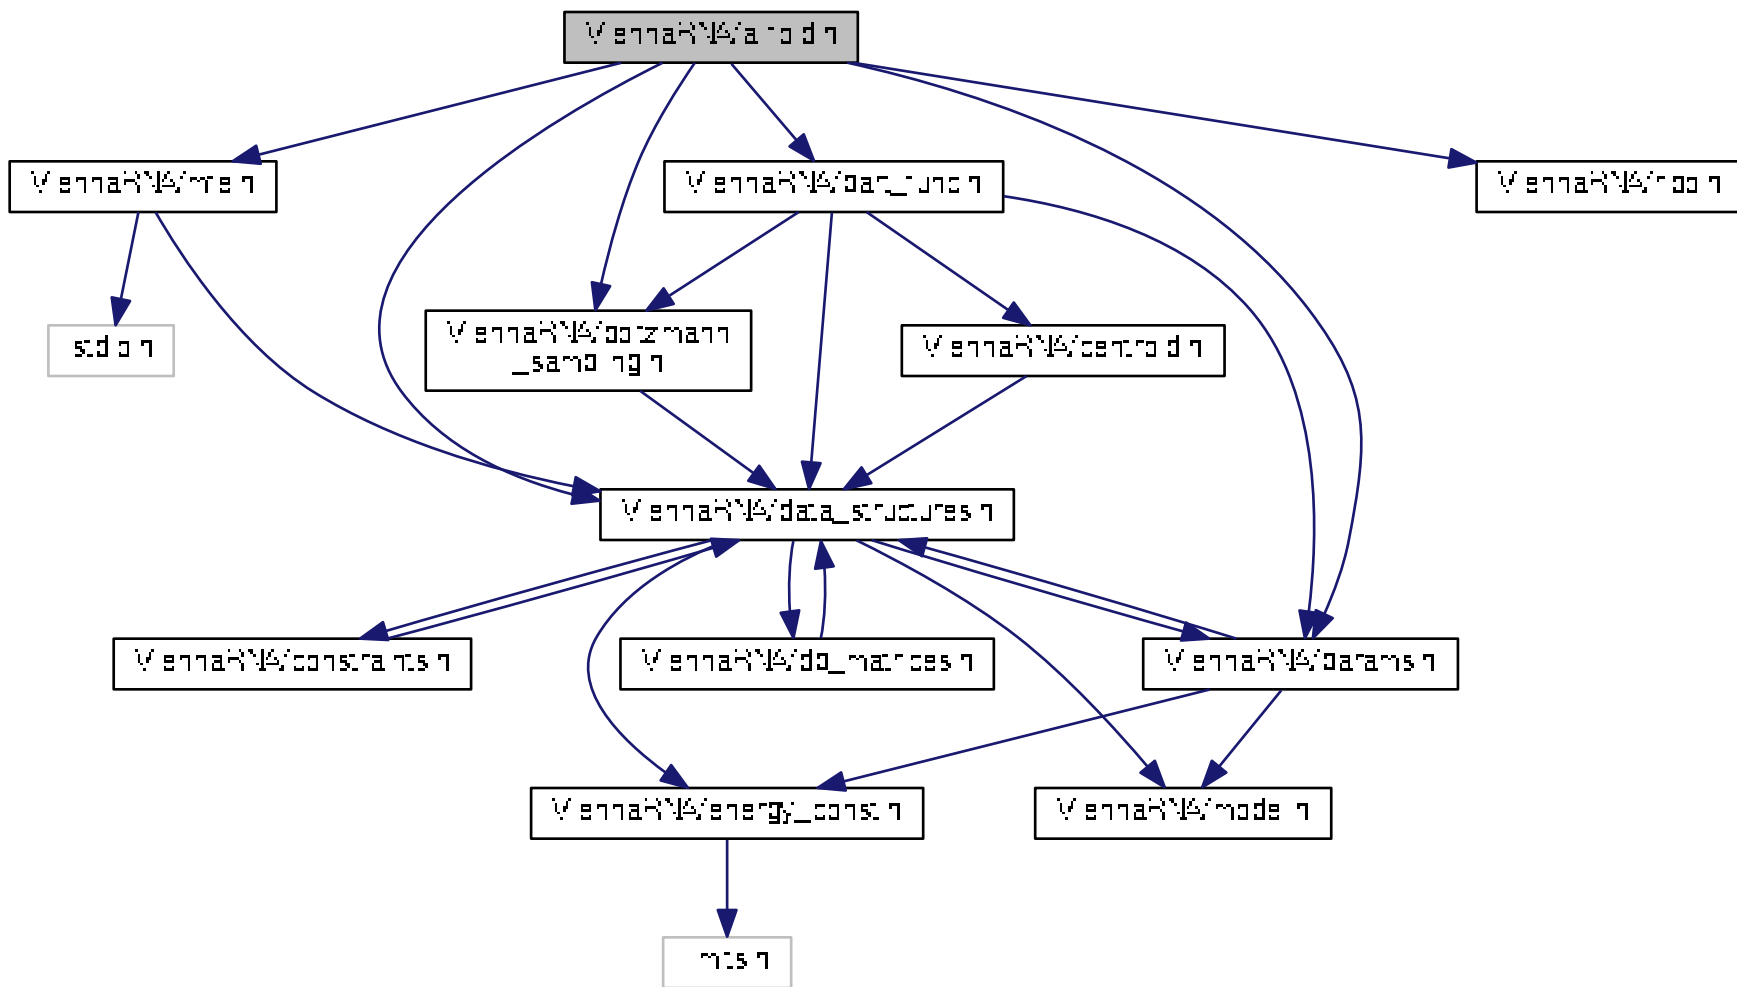 ViennaRNA/alifold.h
ViennaRNA/mfe.h
ViennaRNA/part_func.h
ViennaRNA/ribo.h
stdio.h
ViennaRNA/boltzmann
_sampling.h
ViennaRNA/centroid.h
ViennaRNA/data_structures.h
ViennaRNA/constraints.h
ViennaRNA/dp_matrices.h
ViennaRNA/params.h
ViennaRNA/energy_const.h
ViennaRNA/model.h
limits.h